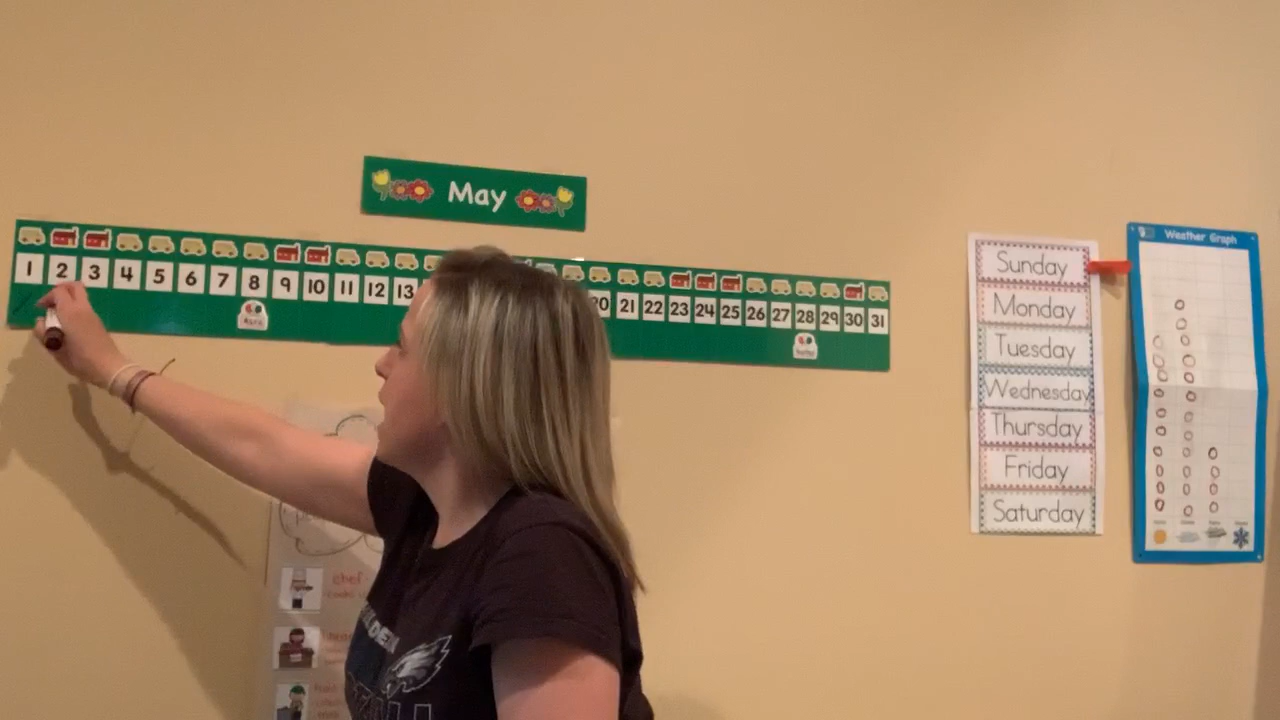 May
1 2 3 4 5 6 7 8 9 10 11 12 13 20 21 22 23 24 25 26 27 28 29 30 31
Sunday
Monday
Tuesday
Wednesday
Thursday
Friday
Saturday
Weather Graph
chef